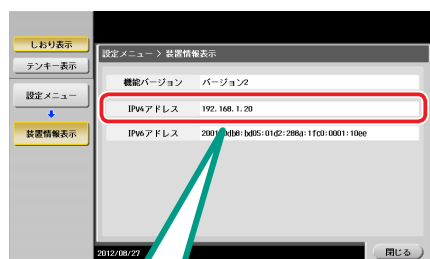 しおり表示
テンキー表示
設定メニュー
装置情報表示
設定メニュー > 装置情報表示
機能バージョン バージョン2
IPv4アドレス 192.168.1.20
IPv6アドレス :bd05:01d2:288a:1fc0:0001:10ee
2012/08/27
閉じる